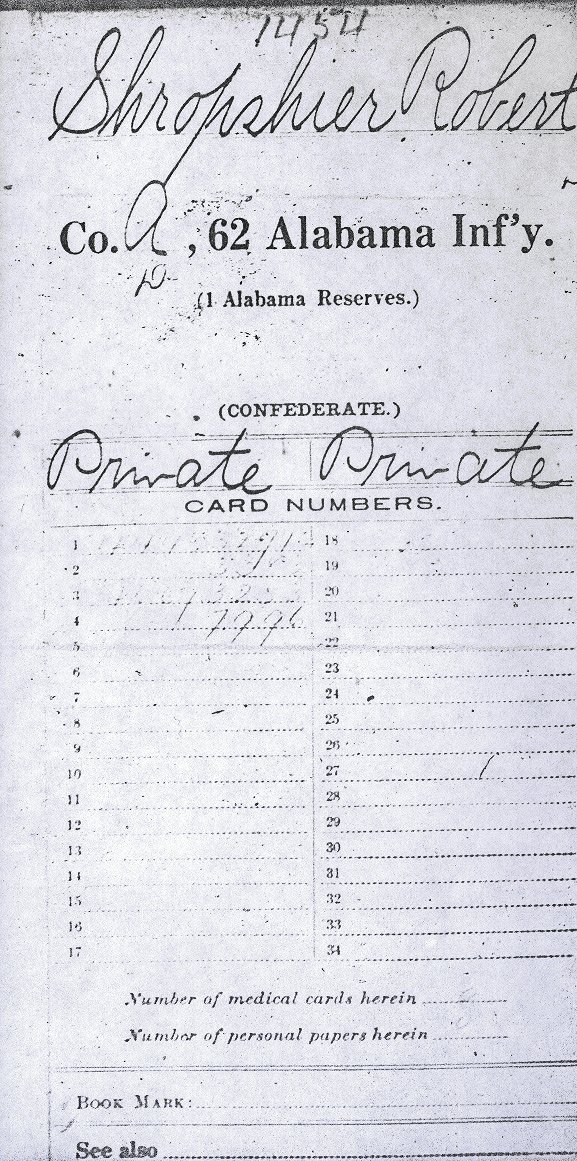 1454
Shropshier Robert
Co. A, 62 Alabama Inf'y.
D
(1 Alabama Reserves.)
(CONFEDERATE.)
Private Private
CARD NUMBERS.
1 18
2 19
3 20
4 7996 21
5 22
6 23
7 24
8 25
9 26
10 27
11 28
12 29
13 30
14 31
15 32
16 33
17 34
Number of medical cards herein
Number of personal papers herein
BOOK MARK:
See also